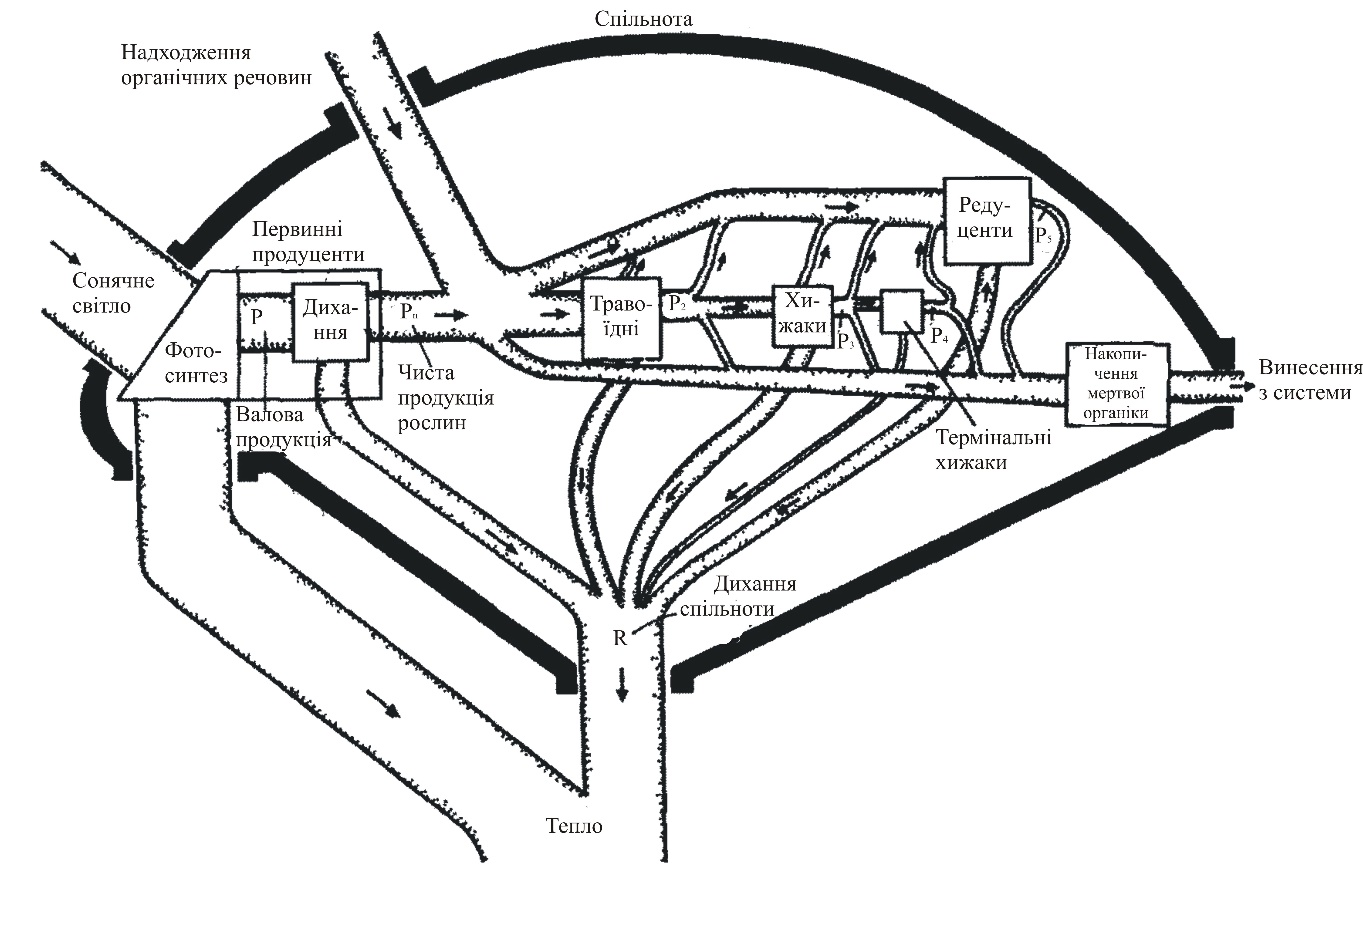 Спільнота
Надходження
органічних речовин
Сонячне
світло
Первинні
продуценти
P
Диха-
ння
Pn
Фото-
синтез
Валова
продукція
Чиста
продукція
рослин
Траво-
їдні
P2
Хи-
жаки
P3
P4
Реду-
центи
P5
Накопи-
чення
мертвої
органіки
Винесення
з системи
Термінальні
хижаки
Дихання
спільноти
R
Тепло